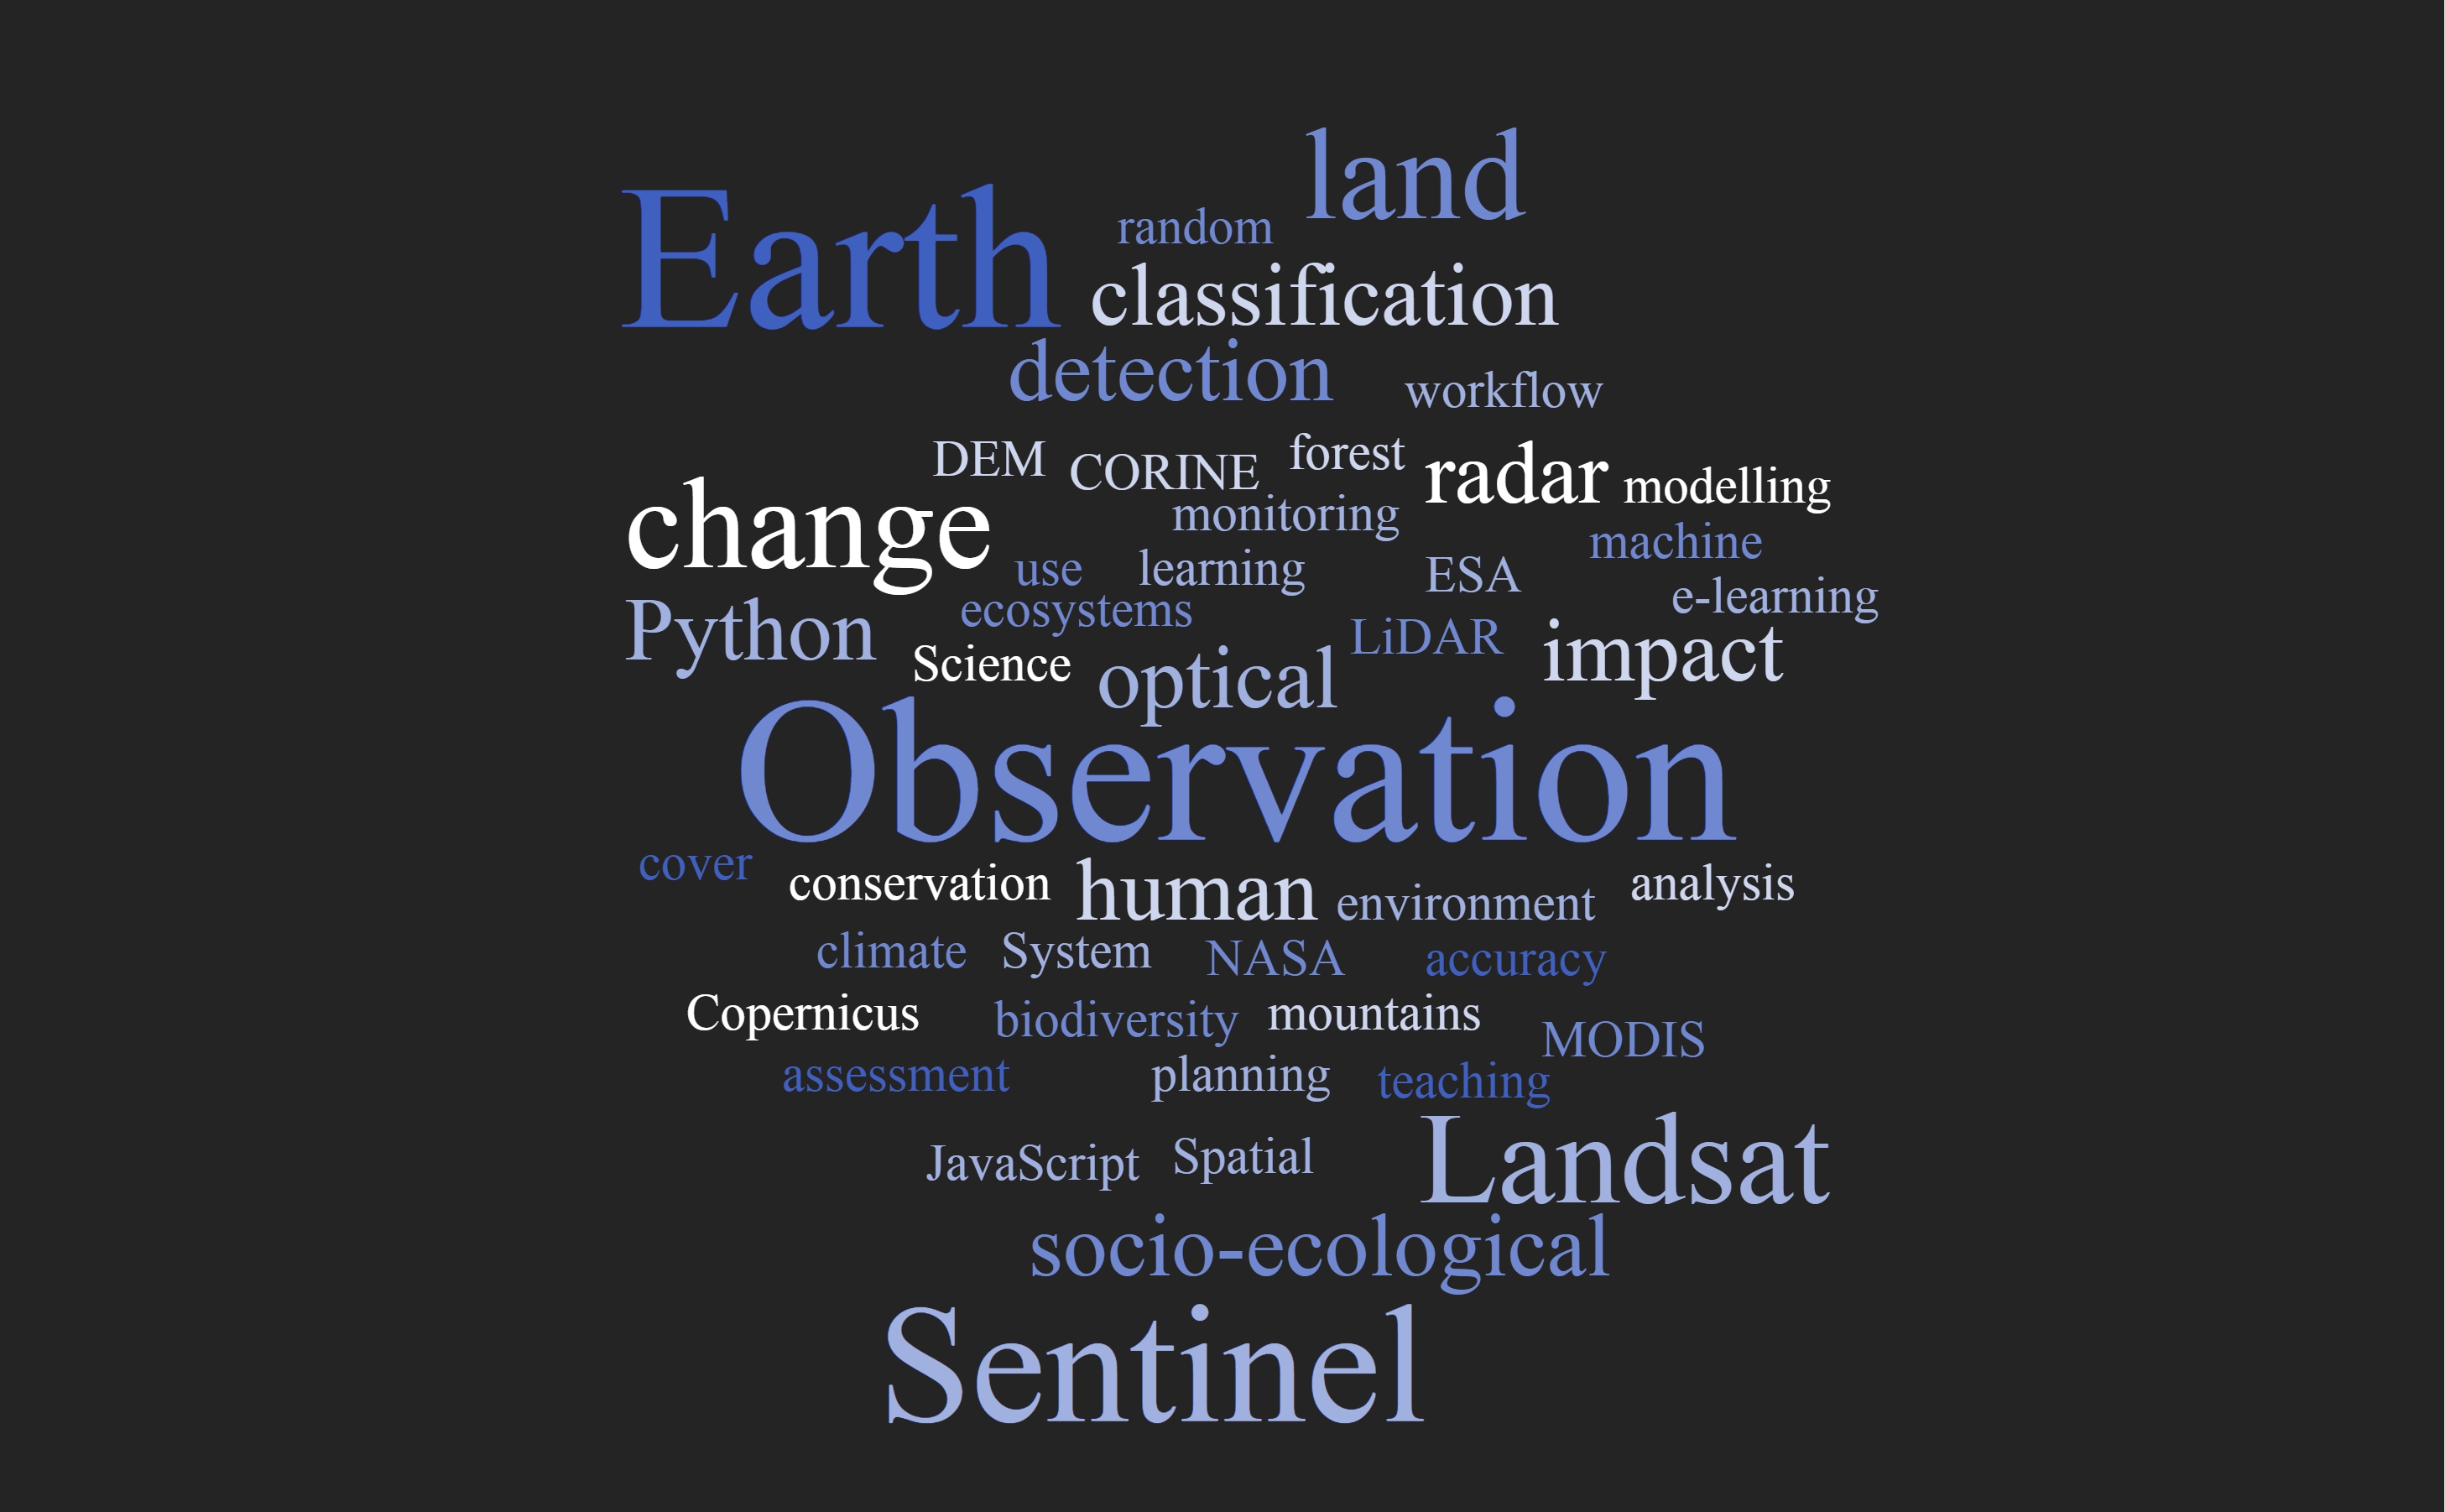 land
Earth random
classification
detection workflow
DEM CORINE forest radar modelling
change monitoring machine
use learning ESA e-learning
Python ecosystems LiDAR impact
Science optical
Observation
cover conservation human environment analysis
climate System NASA accuracy
Copernicus biodiversity mountains MODIS
assessment planning teaching
JavaScript Spatial Landsat
socio-ecological
Sentinel